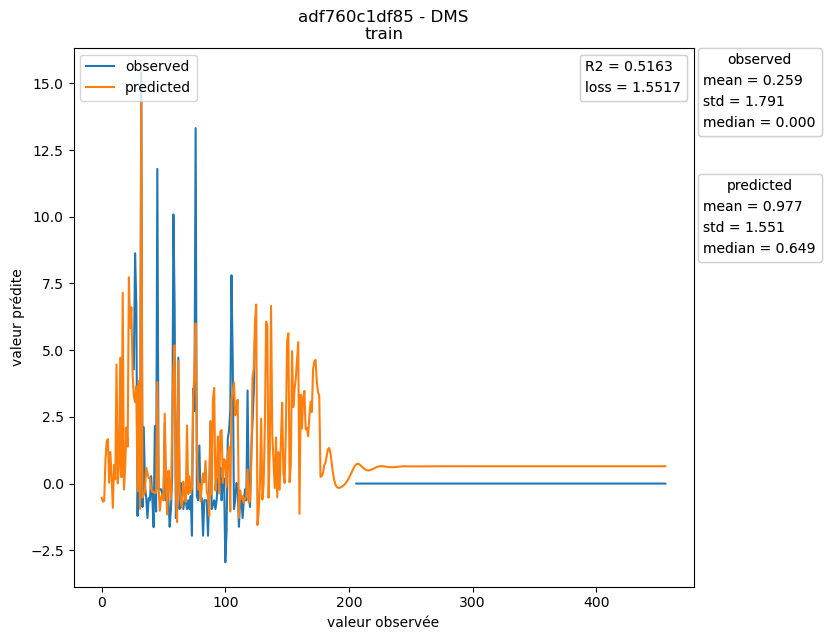 adf760c1df85 - DMS
train
observed
predicted
R2 = 0.5163
loss = 1.5517
observed
mean = 0.259
std = 1.791
median = 0.000
predicted
mean = 0.977
std = 1.551
median = 0.649
15.0
12.5
10.0
7.5
5.0
2.5
0.0
−2.5
valeur prédite
0
100
200
300
400
valeur observée